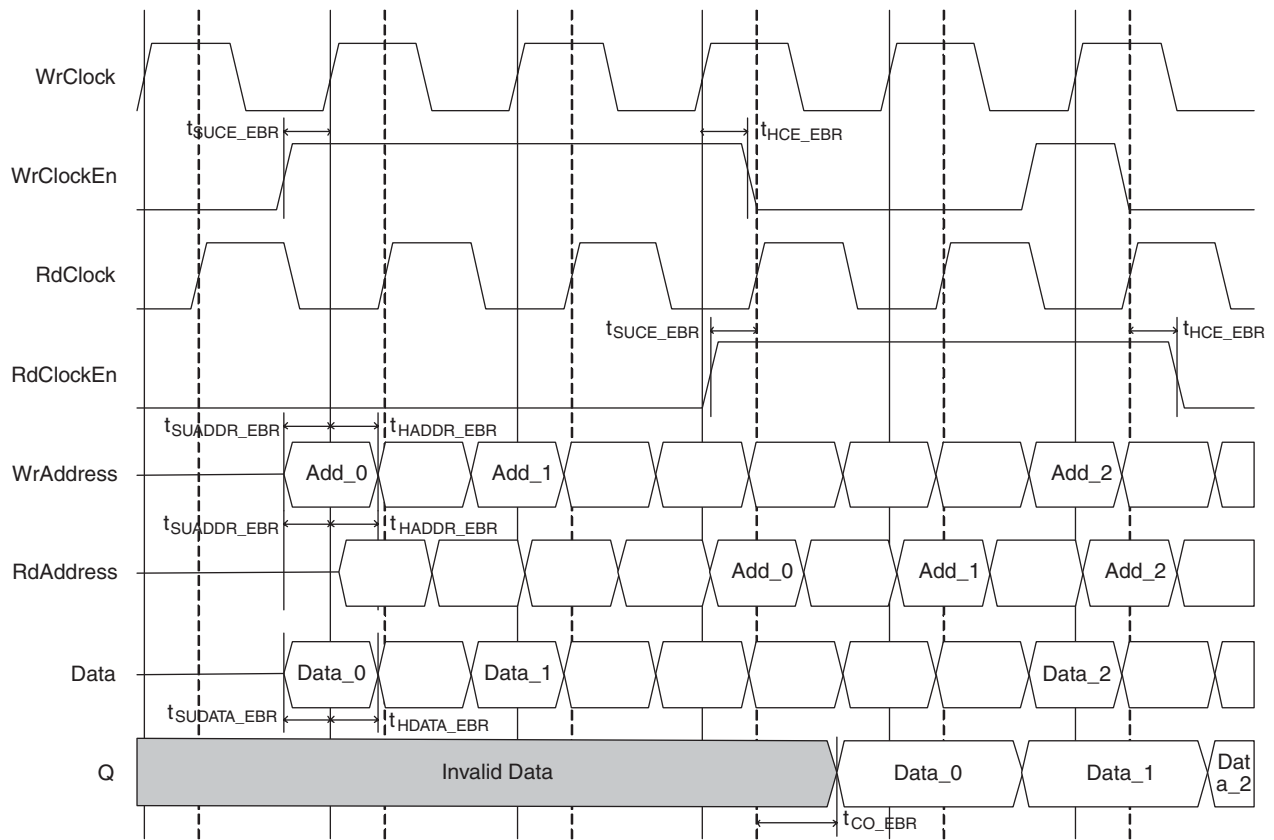 WrClock
tSUCE_EBR
tHCE_EBR
WrClockEn
RdClock
tSUCE_EBR
tHCE_EBR
RdClockEn
tSUADDR_EBR
tHADDR_EBR
WrAddress
Add_0
Add_1
Add_2
tSUADDR_EBR
tHADDR_EBR
RdAddress
Add_0
Add_1
Add_2
Data
Data_0
Data_1
Data_2
tSUDATA_EBR
tHDATA_EBR
Q
Invalid Data
Data_0
Data_1
Dat
a_2
tCO_EBR